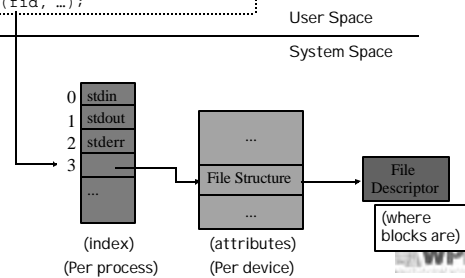 (fid, …);
User Space
System Space
0 stdin
1 stdout
2 stderr
3
...
...
File Structure
...
File
Descriptor
(where
blocks are)
(index)
(Per process)
(attributes)
(Per device)
WPI